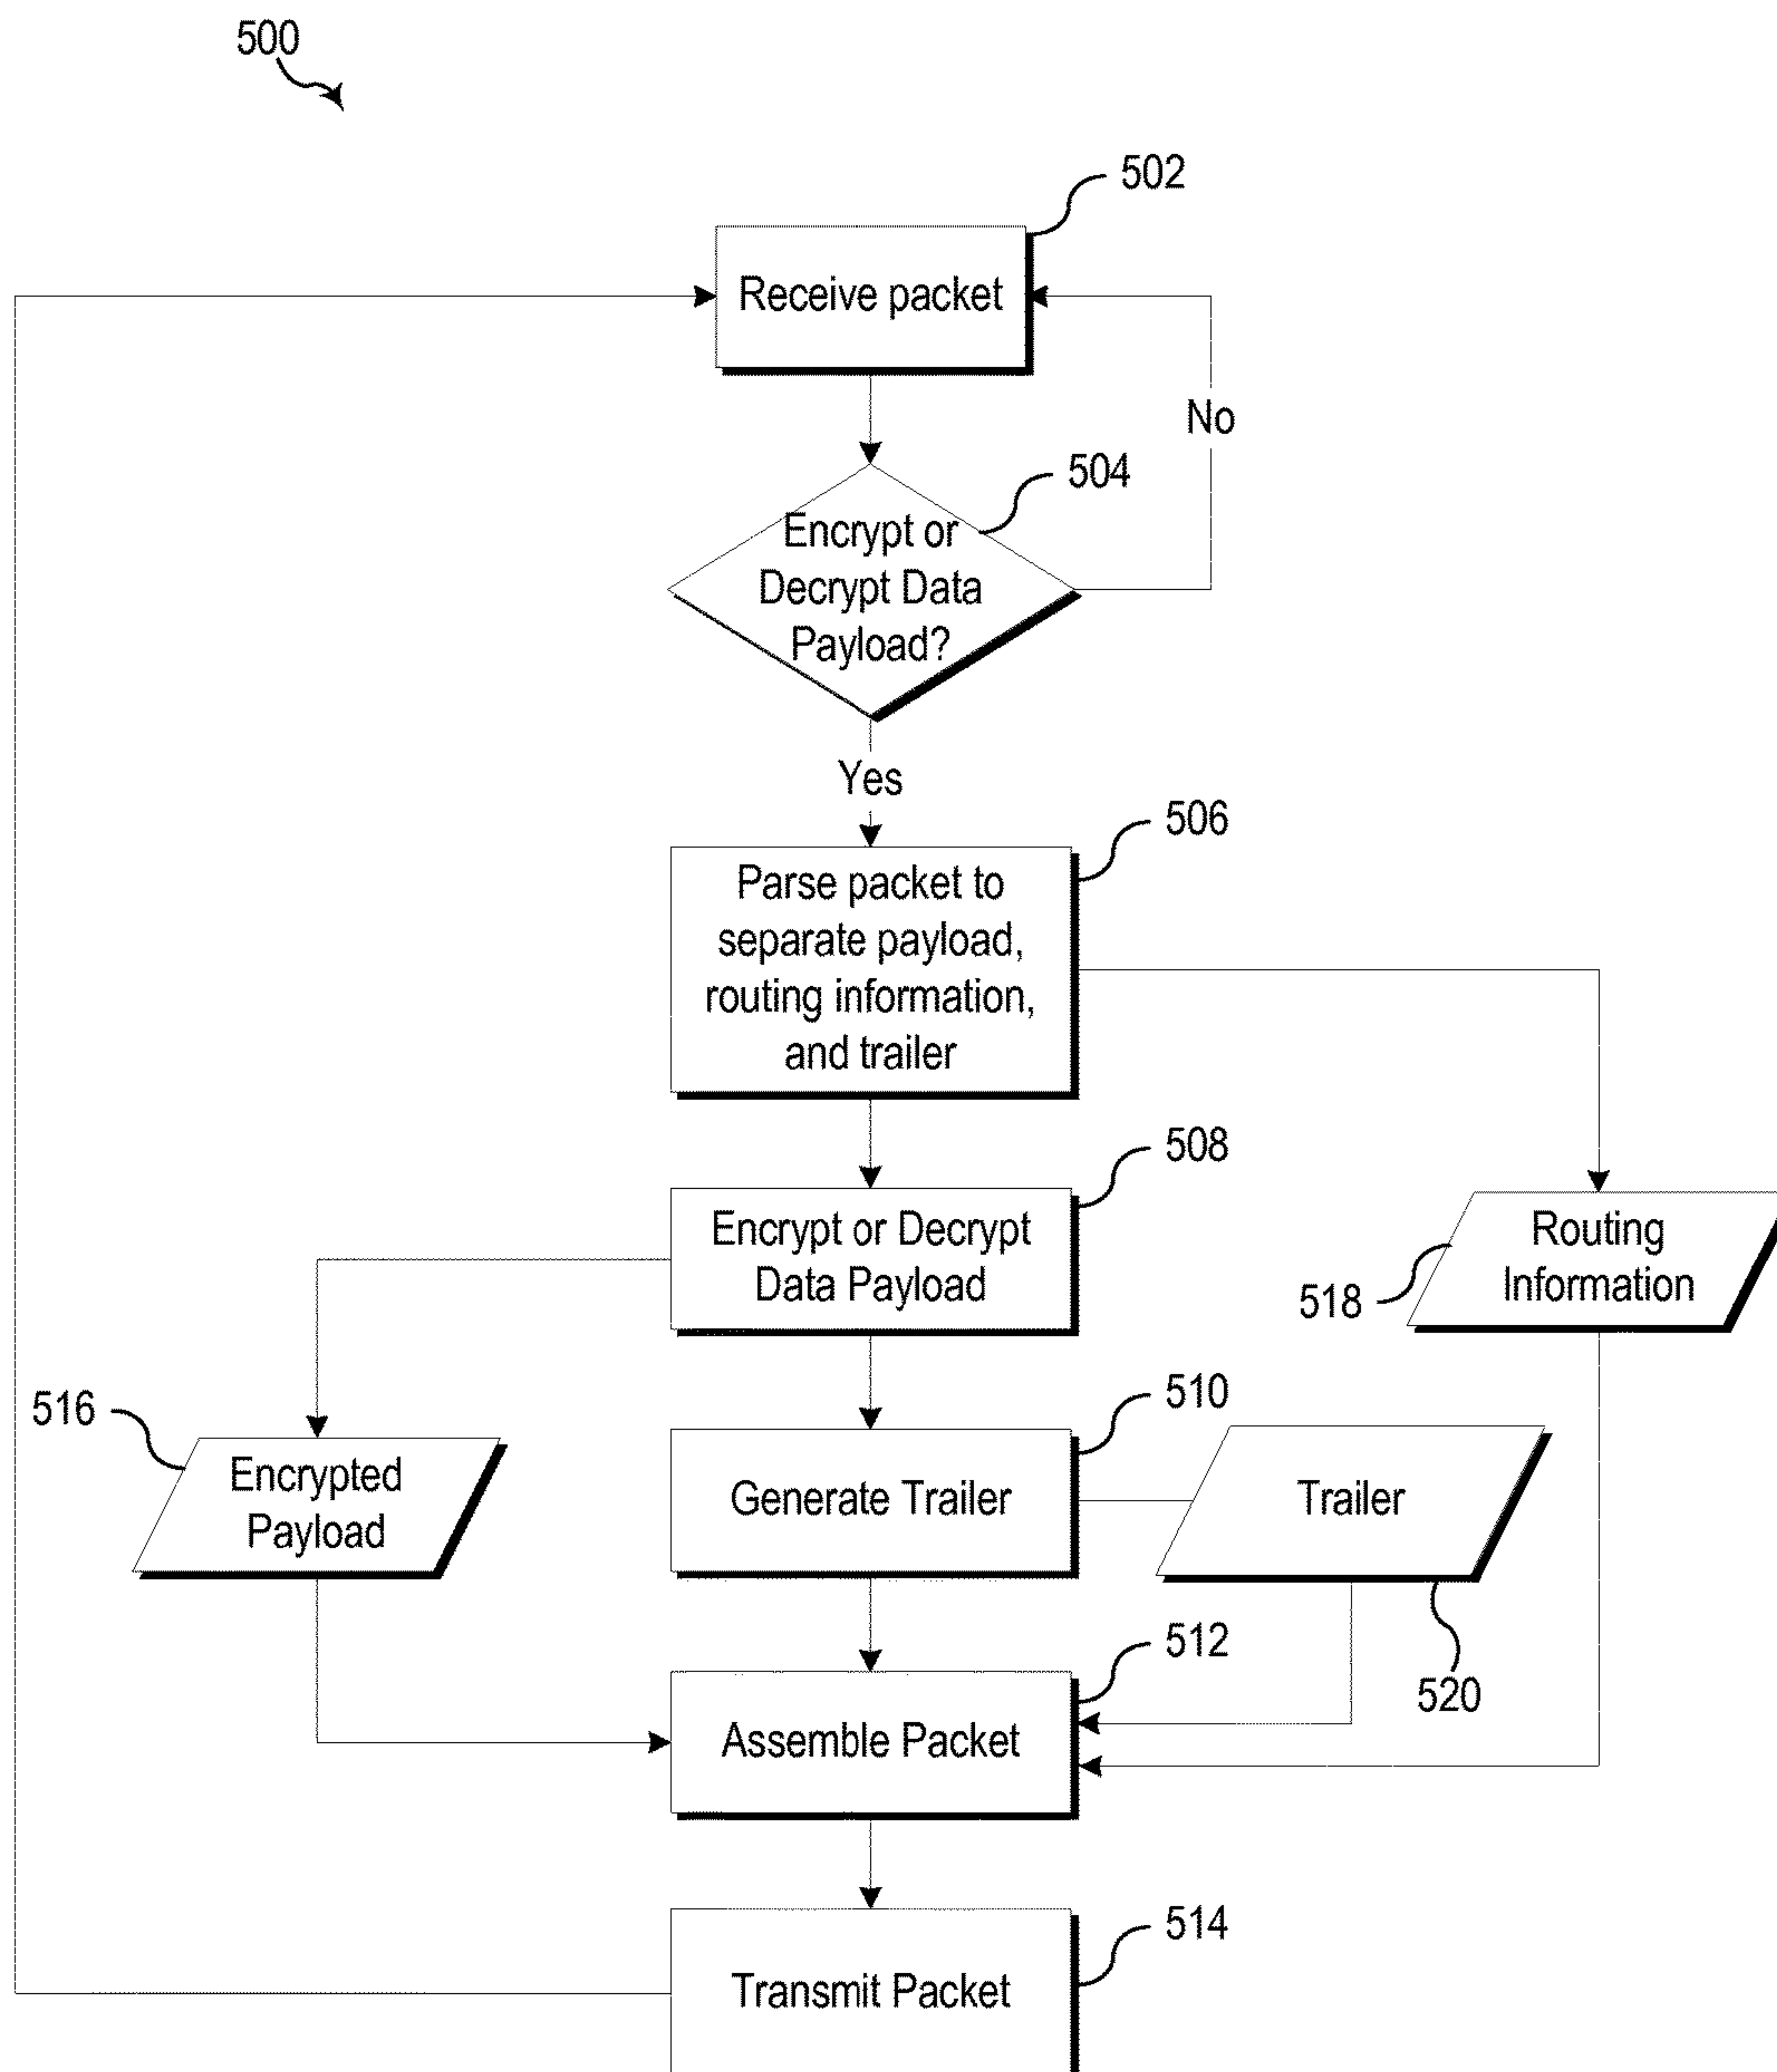 500
502
Receive packet
No
504
Encrypt or
Decrypt Data
Payload?
Yes
506
Parse packet to
separate payload,
routing information,
and trailer
508
Encrypt or Decrypt
Data Payload
Routing
Information
518
516
Encrypted
Payload
510
Generate Trailer
Trailer
520
512
Assemble Packet
514
Transmit Packet